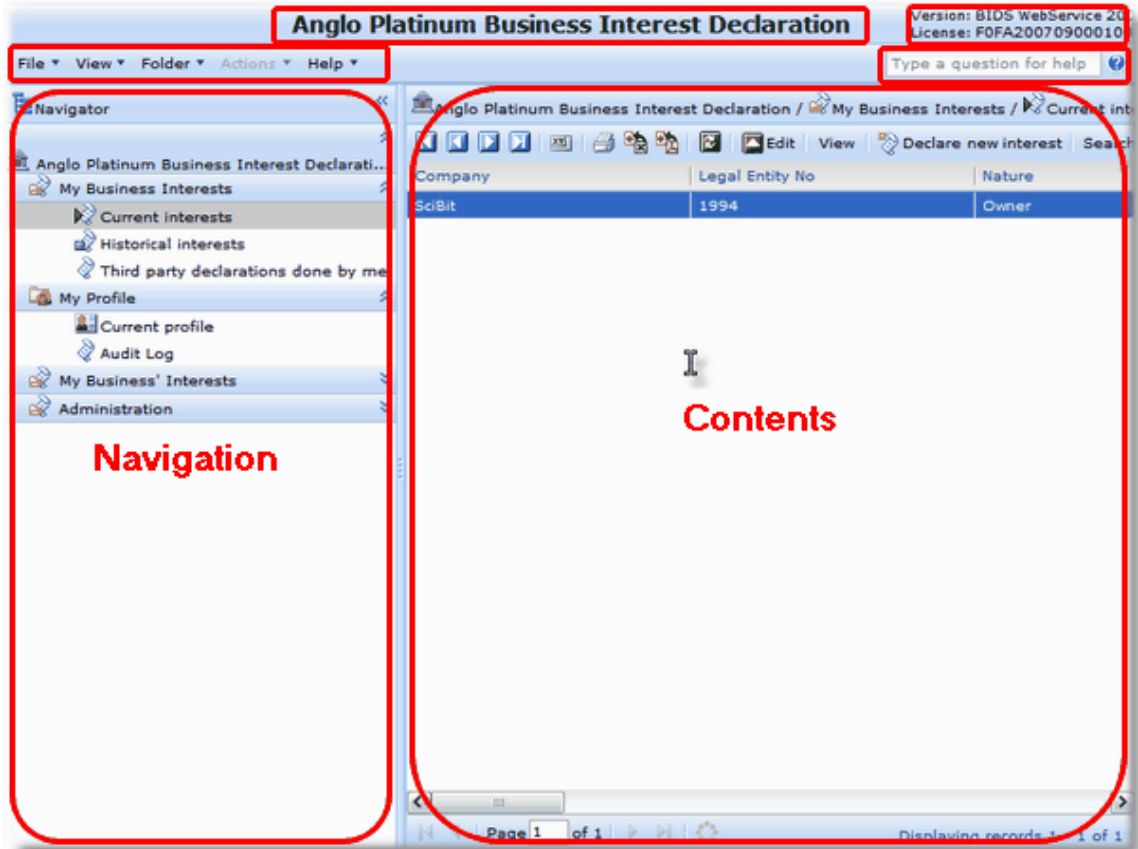 Anglo Platinum Business Interest Declaration
Version: BIDS WebService 20
License: F0FA20070900010
File View Folder Actions Help
Type a question for help
Navigator
Anglo Platinum Business Interest Declarati...
My Business Interests
Current interests
Historical interests
Third party declarations done by me
My Profile
Current profile
Audit Log
My Business' Interests
Administration
Navigation
Anglo Platinum Business Interest Declaration / My Business Interests / Current int
Edit View Declare new interest Search
Company Legal Entity No Nature
SciBit 1994 Owner
Contents
Page 1 of 1
Displaying records 1 - 1 of 1